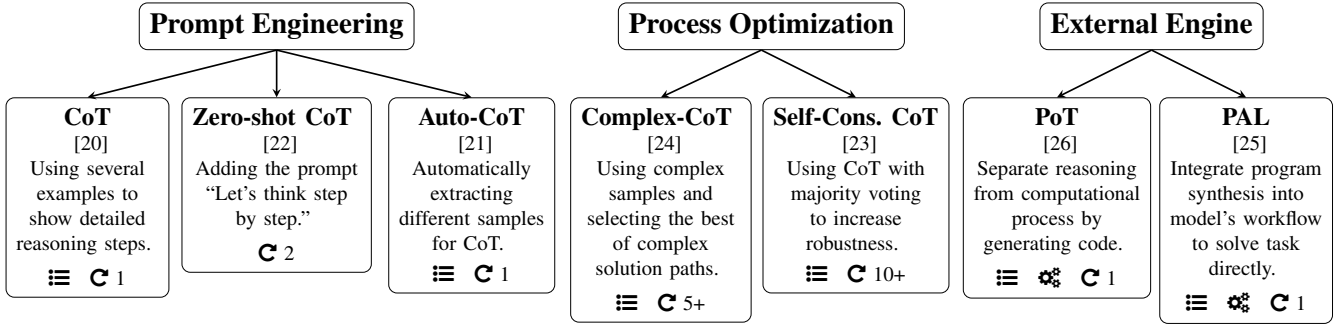 Prompt Engineering
CoT
[20]
Using several
examples to
show detailed
reasoning steps.
1
Zero-shot CoT
[22]
Adding the prompt
“Let’s think step
by step.”
2
Auto-CoT
[21]
Automatically
extracting
different samples
for CoT.
1
Process Optimization
Complex-CoT
[24]
Using complex
samples and
selecting the best
of complex
solution paths.
5+
Self-Cons. CoT
[23]
Using CoT with
majority voting
to increase
robustness.
10+
External Engine
PoT
[26]
Separate reasoning
from computational
process by
generating code.
1
PAL
[25]
Integrate program
synthesis into
model’s workflow
to solve task
directly.
1